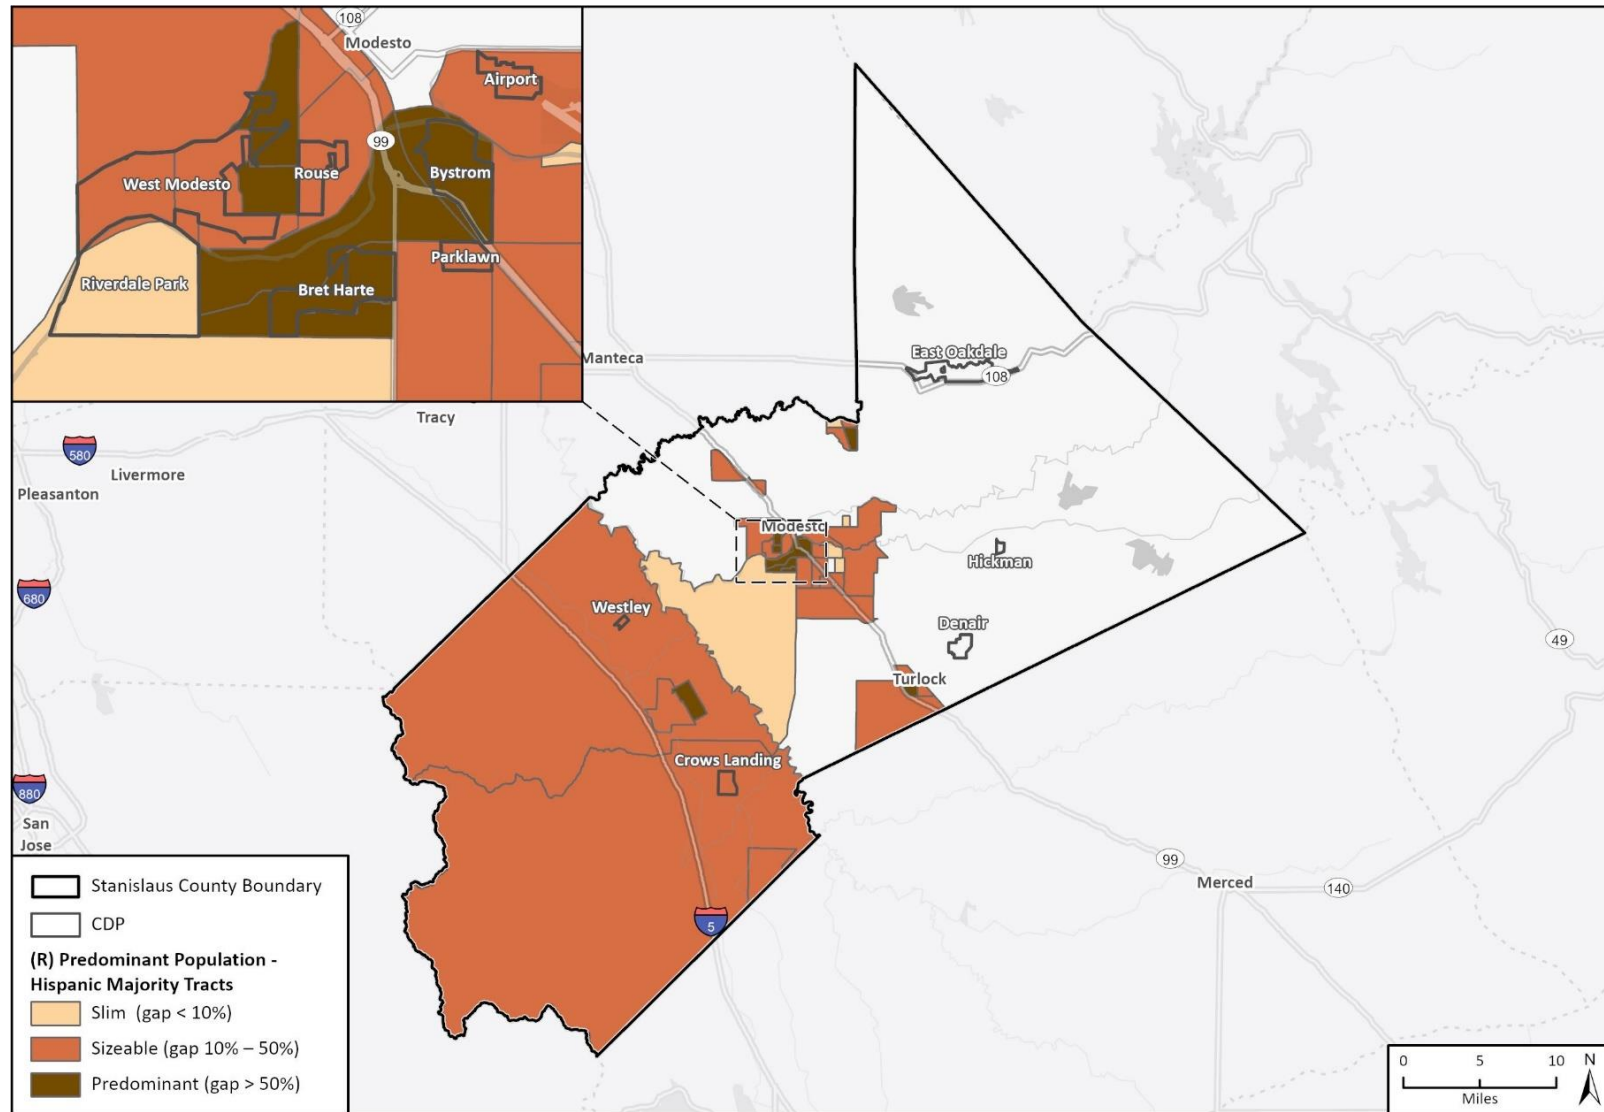 108
Modesto
Airport
99
West Modesto
Rouse
Bystrom
Parklawn
Riverdale Park
Bret Harte
Manteca
East Oakdale
108
Tracy
580
Livermore
Pleasanton
Modesto
Hickman
680
Westley
Denair
49
Turlock
Crows Landing
880
San
Jose
99
Merced
140
5
Stanislaus County Boundary
CDP
(R) Predominant Population -
Hispanic Majority Tracts
Slim (gap < 10%)
Sizeable (gap 10% – 50%)
Predominant (gap > 50%)
0 5 10
Miles
N